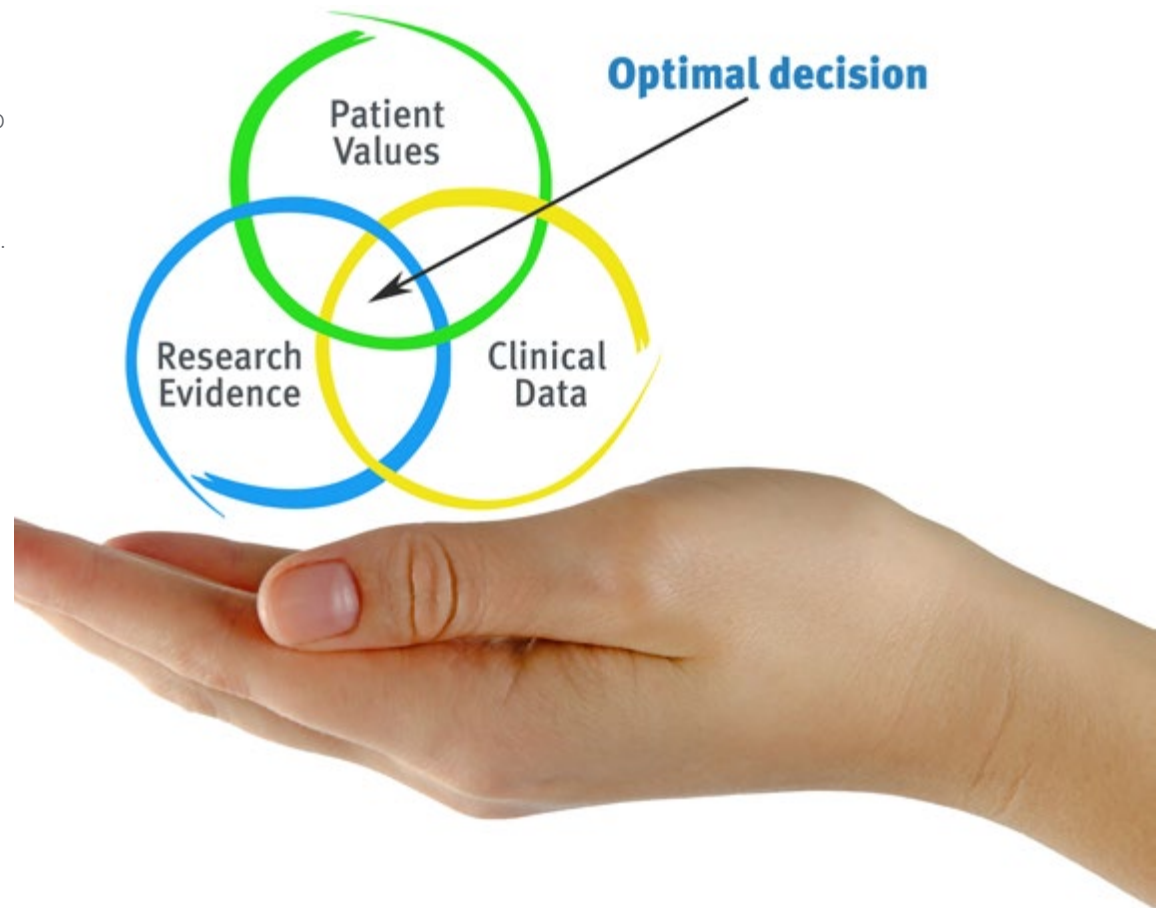 Optimal decision
Patient
Values
Research
Evidence
Clinical
Data